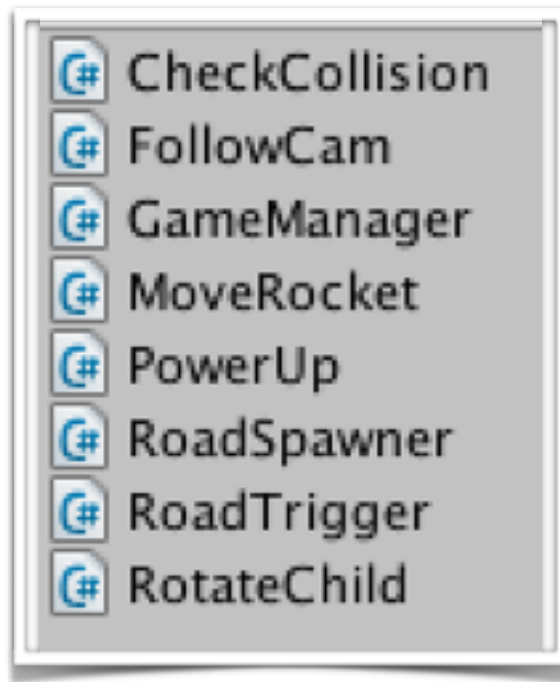 C# CheckCollision
C# FollowCam
C# GameManager
C# MoveRocket
C# PowerUp
C# RoadSpawner
C# RoadTrigger
C# RotateChild